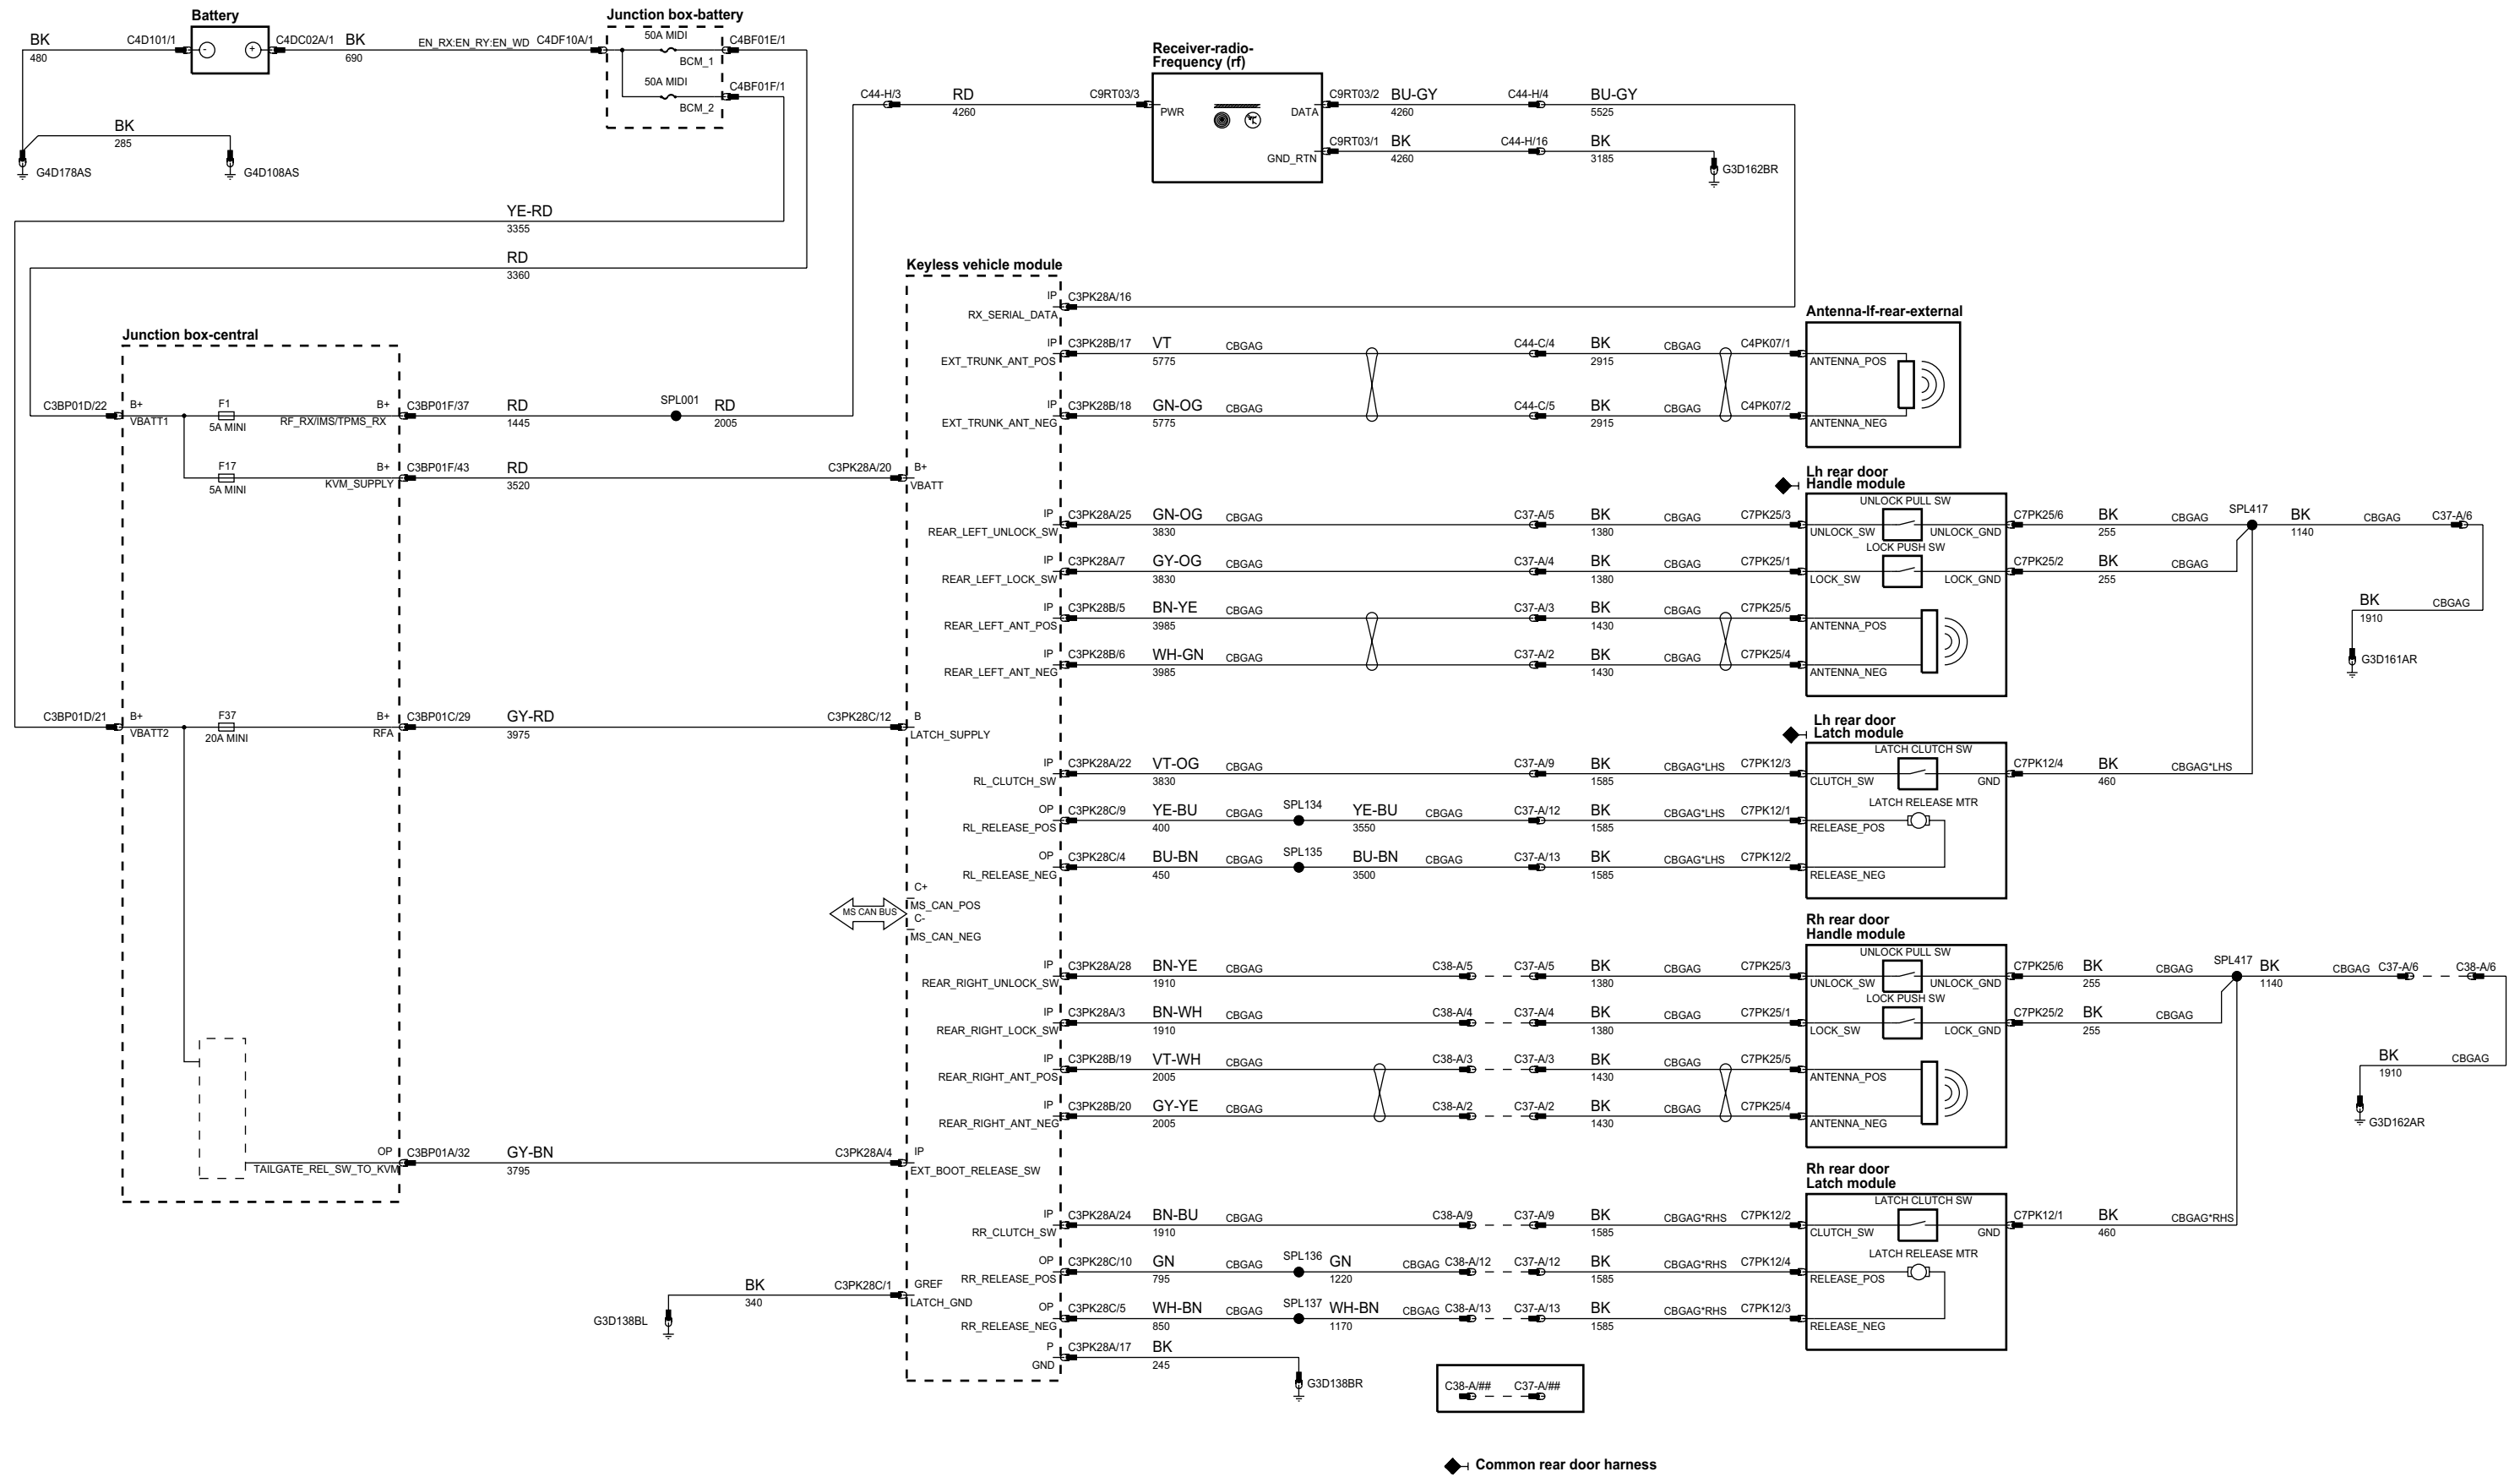 Battery
Junction box-battery
BK
480
C4D101/1
-
+
C4DC02A/1
BK
690
EN_RX:EN_RY:EN_WD
C4DF10A/1
50A MIDI
BCM_1
C4BF01E/1
50A MIDI
BCM_2
C4BF01F/1
BK
285
G4D178AS
G4D108AS
YE-RD
3355
RD
3360
Receiver-radio-
Frequency (rf)
C44-H/3
RD
4260
C9RT03/3
PWR
DATA
C9RT03/2
BU-GY
4260
C44-H/4
BU-GY
5525
GND_RTN
C9RT03/1
BK
4260
C44-H/16
BK
3185
G3D162BR
Junction box-central
C3BP01D/22
B+
VBATT1
F1
5A MINI
B+
RF_RX/IMS/TPMS_RX
C3BP01F/37
RD
1445
SPL001
RD
2005
F17
5A MINI
B+
KVM_SUPPLY
C3BP01F/43
RD
3520
C3PK28A/20
B+
VBATT
C3BP01D/21
B+
VBATT2
F37
20A MINI
B+
RFA
C3BP01C/29
GY-RD
3975
C3PK28C/12
B
LATCH_SUPPLY
MS CAN BUS
C+
MS_CAN_POS
C-
MS_CAN_NEG
OP
TAILGATE_REL_SW_TO_KVM
C3BP01A/32
GY-BN
3795
C3PK28A/4
IP
EXT_BOOT_RELEASE_SW
G3D138BL
BK
340
C3PK28C/1
GREF
LATCH_GND
Keyless vehicle module
IP
RX_SERIAL_DATA
C3PK28A/16
Antenna-lf-rear-external
IP
EXT_TRUNK_ANT_POS
C3PK28B/17
VT
5775
CBGAG
C44-C/4
BK
2915
CBGAG
C4PK07/1
ANTENNA_POS
IP
EXT_TRUNK_ANT_NEG
C3PK28B/18
GN-OG
5775
CBGAG
C44-C/5
BK
2915
CBGAG
C4PK07/2
ANTENNA_NEG
Lh rear door
Handle module
IP
REAR_LEFT_UNLOCK_SW
C3PK28A/25
GN-OG
3830
CBGAG
C37-A/5
BK
1380
CBGAG
C7PK25/3
UNLOCK PULL SW
UNLOCK_SW
UNLOCK_GND
C7PK25/6
BK
255
CBGAG
SPL417
BK
1140
CBGAG
C37-A/6
IP
REAR_LEFT_LOCK_SW
C3PK28A/7
GY-OG
3830
CBGAG
C37-A/4
BK
1380
CBGAG
C7PK25/1
LOCK PUSH SW
LOCK_SW
LOCK_GND
C7PK25/2
BK
255
CBGAG
IP
REAR_LEFT_ANT_POS
C3PK28B/5
BN-YE
3985
CBGAG
C37-A/3
BK
1430
CBGAG
C7PK25/5
ANTENNA_POS
BK
1910
CBGAG
G3D161AR
IP
REAR_LEFT_ANT_NEG
C3PK28B/6
WH-GN
3985
CBGAG
C37-A/2
BK
1430
CBGAG
C7PK25/4
ANTENNA_NEG
Lh rear door
Latch module
IP
RL_CLUTCH_SW
C3PK28A/22
VT-OG
3830
CBGAG
C37-A/9
BK
1585
CBGAG*LHS
C7PK12/3
LATCH CLUTCH SW
CLUTCH_SW
GND
C7PK12/4
BK
460
CBGAG*LHS
OP
RL_RELEASE_POS
C3PK28C/9
YE-BU
400
CBGAG
SPL134
YE-BU
3550
CBGAG
C37-A/12
BK
1585
CBGAG*LHS
C7PK12/1
LATCH RELEASE MTR
RELEASE_POS
OP
RL_RELEASE_NEG
C3PK28C/4
BU-BN
450
CBGAG
SPL135
BU-BN
3500
CBGAG
C37-A/13
BK
1585
CBGAG*LHS
C7PK12/2
RELEASE_NEG
Rh rear door
Handle module
IP
REAR_RIGHT_UNLOCK_SW
C3PK28A/28
BN-YE
1910
CBGAG
C38-A/5
C37-A/5
BK
1380
CBGAG
C7PK25/3
UNLOCK PULL SW
UNLOCK_SW
UNLOCK_GND
C7PK25/6
BK
255
CBGAG
SPL417
BK
1140
CBGAG
C37-A/6
C38-A/6
IP
REAR_RIGHT_LOCK_SW
C3PK28A/3
BN-WH
1910
CBGAG
C38-A/4
C37-A/4
BK
1380
CBGAG
C7PK25/1
LOCK PUSH SW
LOCK_SW
LOCK_GND
C7PK25/2
BK
255
CBGAG
IP
REAR_RIGHT_ANT_POS
C3PK28B/19
VT-WH
2005
CBGAG
C38-A/3
C37-A/3
BK
1430
CBGAG
C7PK25/5
ANTENNA_POS
BK
1910
CBGAG
G3D162AR
IP
REAR_RIGHT_ANT_NEG
C3PK28B/20
GY-YE
2005
CBGAG
C38-A/2
C37-A/2
BK
1430
CBGAG
C7PK25/4
ANTENNA_NEG
Rh rear door
Latch module
IP
RR_CLUTCH_SW
C3PK28A/24
BN-BU
1910
CBGAG
C38-A/9
C37-A/9
BK
1585
CBGAG*RHS
C7PK12/2
LATCH CLUTCH SW
CLUTCH_SW
GND
C7PK12/1
BK
460
CBGAG*RHS
OP
RR_RELEASE_POS
C3PK28C/10
GN
795
CBGAG
SPL136
GN
1220
CBGAG
C38-A/12
C37-A/12
BK
1585
CBGAG*RHS
C7PK12/4
LATCH RELEASE MTR
RELEASE_POS
OP
RR_RELEASE_NEG
C3PK28C/5
WH-BN
850
CBGAG
SPL137
WH-BN
1170
CBGAG
C38-A/13
C37-A/13
BK
1585
CBGAG*RHS
C7PK12/3
RELEASE_NEG
P
GND
C3PK28A/17
BK
245
G3D138BR
C38-A/##
C37-A/##
Common rear door harness